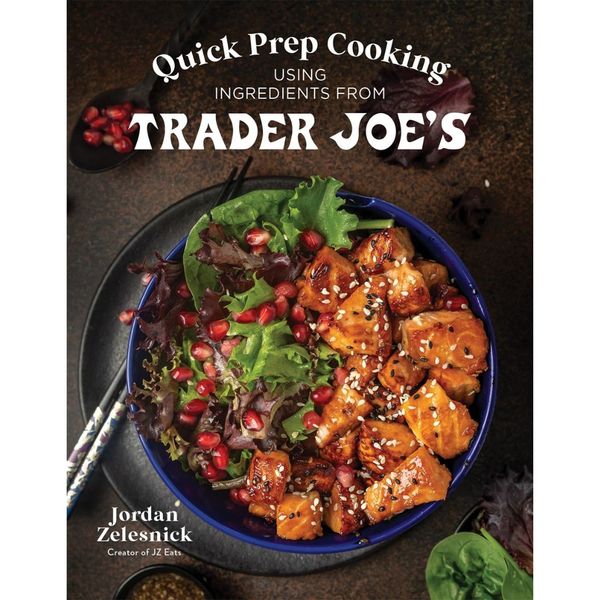 Quick Prep Cooking
USING
INGREDIENTS FROM
TRADER JOE'S
Jordan
Zelesnick
Creator of JZ Eats